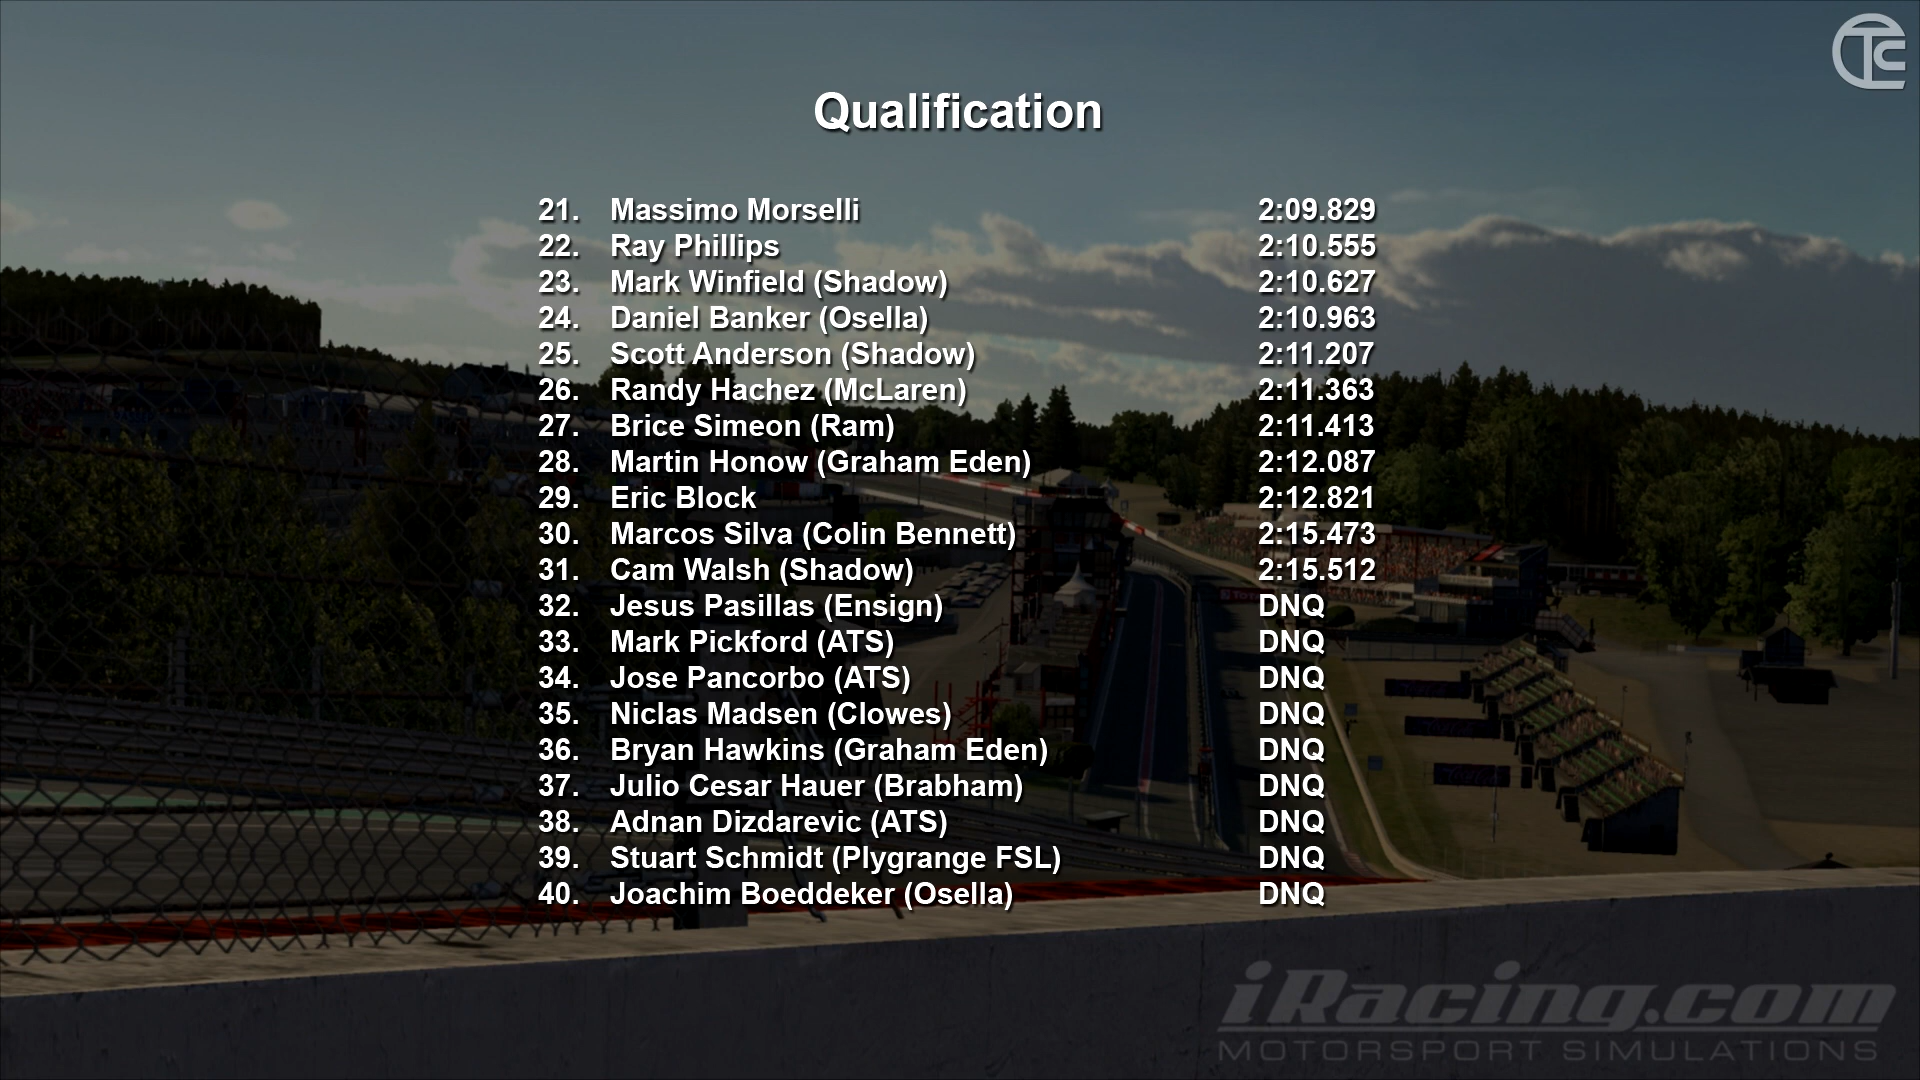 TC
Qualification
21. Massimo Morselli 2:09.829
22. Ray Phillips 2:10.555
23. Mark Winfield (Shadow) 2:10.627
24. Daniel Banker (Osella) 2:10.963
25. Scott Anderson (Shadow) 2:11.207
26. Randy Hachez (McLaren) 2:11.363
27. Brice Simeon (Ram) 2:11.413
28. Martin Honow (Graham Eden) 2:12.087
29. Eric Block 2:12.821
30. Marcos Silva (Colin Bennett) 2:15.473
31. Cam Walsh (Shadow) 2:15.512
32. Jesus Pasillas (Ensign) DNQ
33. Mark Pickford (ATS) DNQ
34. Jose Pancorbo (ATS) DNQ
35. Niclas Madsen (Clowes) DNQ
36. Bryan Hawkins (Graham Eden) DNQ
37. Julio Cesar Hauer (Brabham) DNQ
38. Adnan Dizdarevic (ATS) DNQ
39. Stuart Schmidt (Plygrange FSL) DNQ
40. Joachim Boeddeker (Osella) DNQ
iRacing.com
MOTORSPORT SIMULATIONS